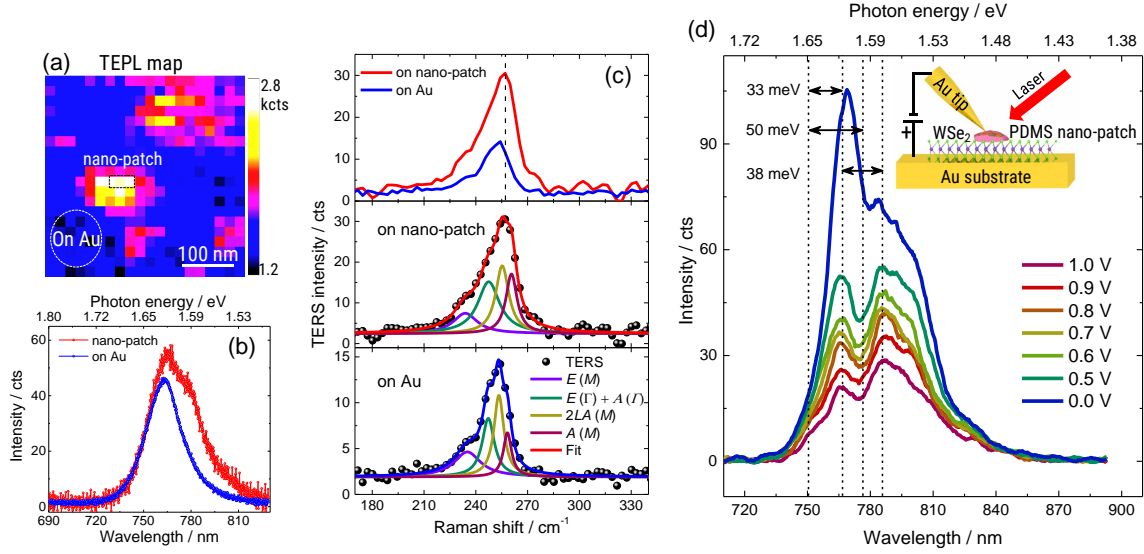 (a)
TEPL map
2.8
kcts
nano-patch
On Au
100 nm
1.2
Photon energy / eV
1.80 1.72 1.65 1.59 1.53
(b)
nano-patch
on Au
Intensity / cts
60
40
20
0
690 720 750 780 810
Wavelength / nm
(c)
on nano-patch
on Au
30
20
10
0
on nano-patch
30
20
10
0
on Au
TERS
E (M)
E (Γ) + A (Γ)
2LA (M)
A (M)
Fit
15
10
5
0
TERS intensity / cts
180 210 240 270 300 330
Raman shift / cm-1
(d)
Photon energy / eV
1.72 1.65 1.59 1.53 1.48 1.43 1.38
33 meV
50 meV
38 meV
Au tip
Laser
+
WSe2
PDMS nano-patch
Au substrate
1.0 V
0.9 V
0.8 V
0.7 V
0.6 V
0.5 V
0.0 V
Intensity / cts
90
60
30
0
710 740 770 800 830 860 890
Wavelength / nm